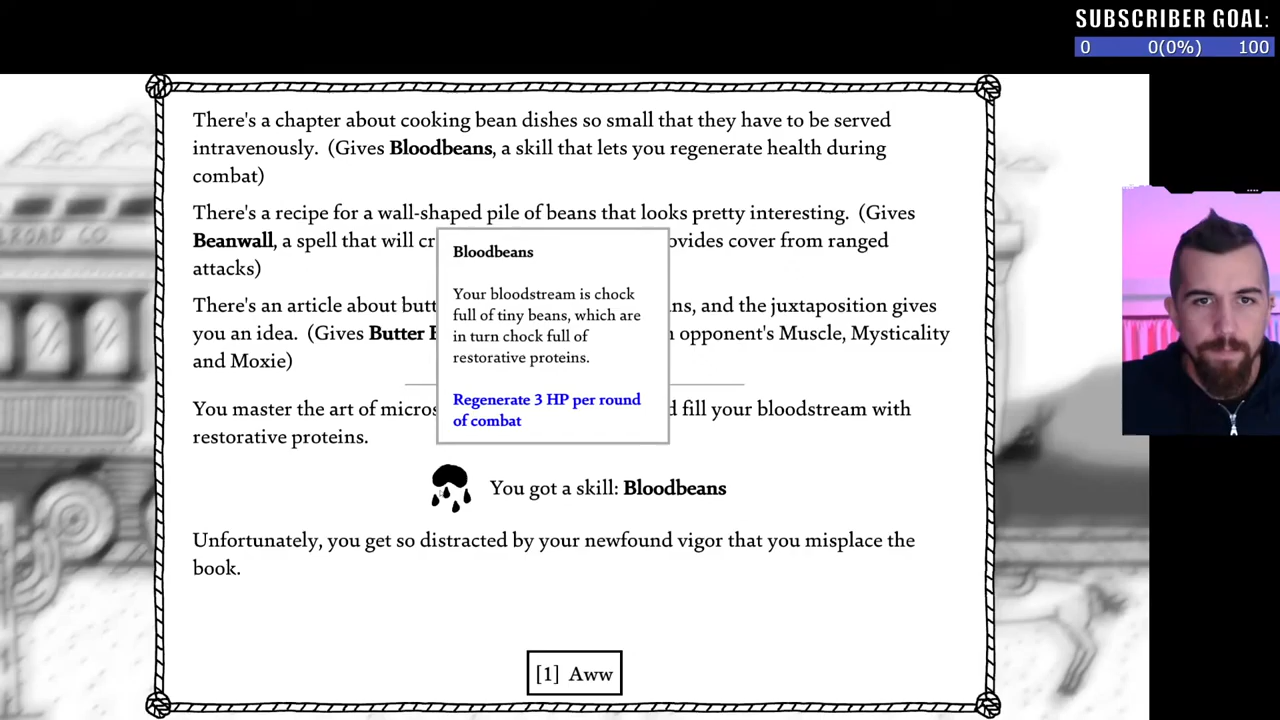 SUBSCRIBER GOAL:
0 0(0%) 100
There's a chapter about cooking bean dishes so small that they have to be served
intravenously. (Gives Bloodbeans, a skill that lets you regenerate health during
combat)
There's a recipe for a wall-shaped pile of beans that looks pretty interesting. (Gives
Beanwall, a spell that will cr ovides cover from ranged
attacks)
There's an article about butt ns, and the juxtaposition gives
you an idea. (Gives Butter B n opponent's Muscle, Mysticality
and Moxie)
Bloodbeans
Your bloodstream is chock
full of tiny beans, which are
in turn chock full of
restorative proteins.
Regenerate 3 HP per round
of combat
You master the art of micros d fill your bloodstream with
restorative proteins.
You got a skill: Bloodbeans
Unfortunately, you get so distracted by your newfound vigor that you misplace the
book.
[1] Aww